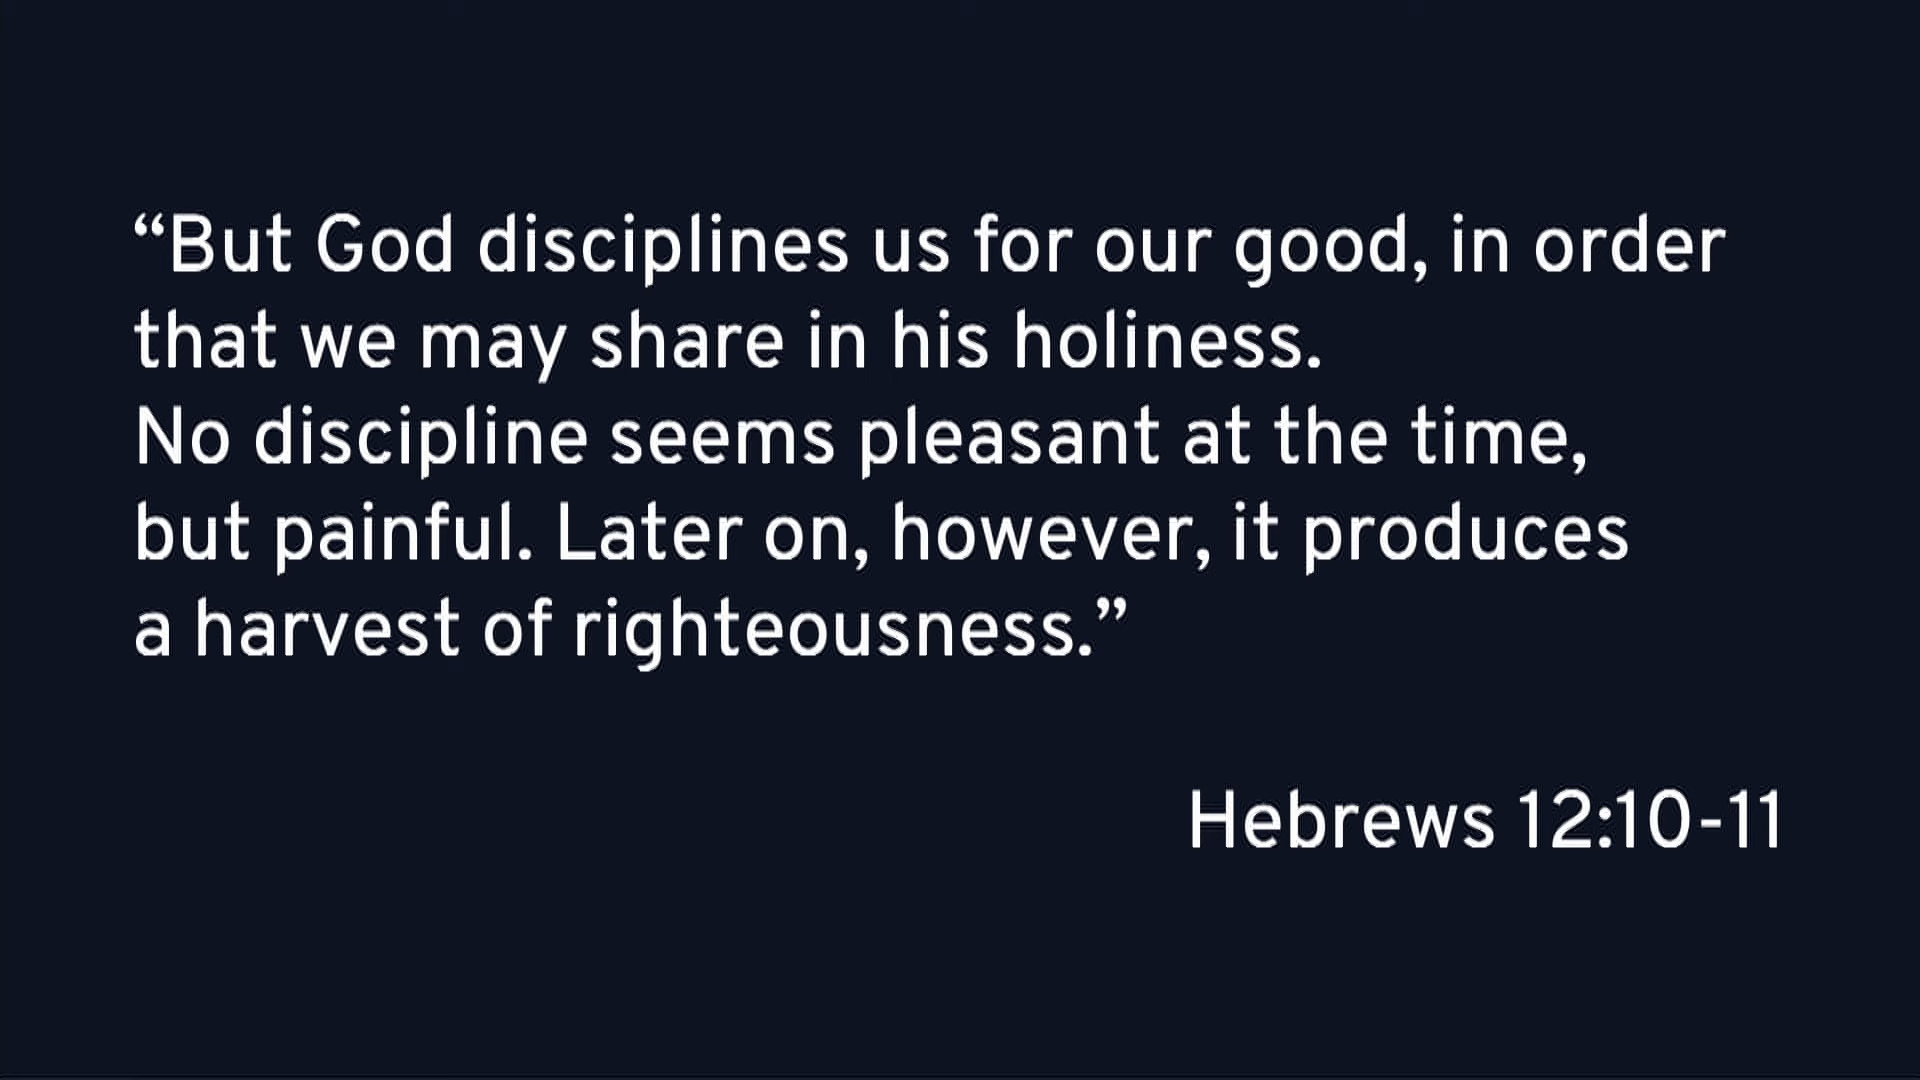 “But God disciplines us for our good, in order
that we may share in his holiness.
No discipline seems pleasant at the time,
but painful. Later on, however, it produces
a harvest of righteousness.”
Hebrews 12:10-11